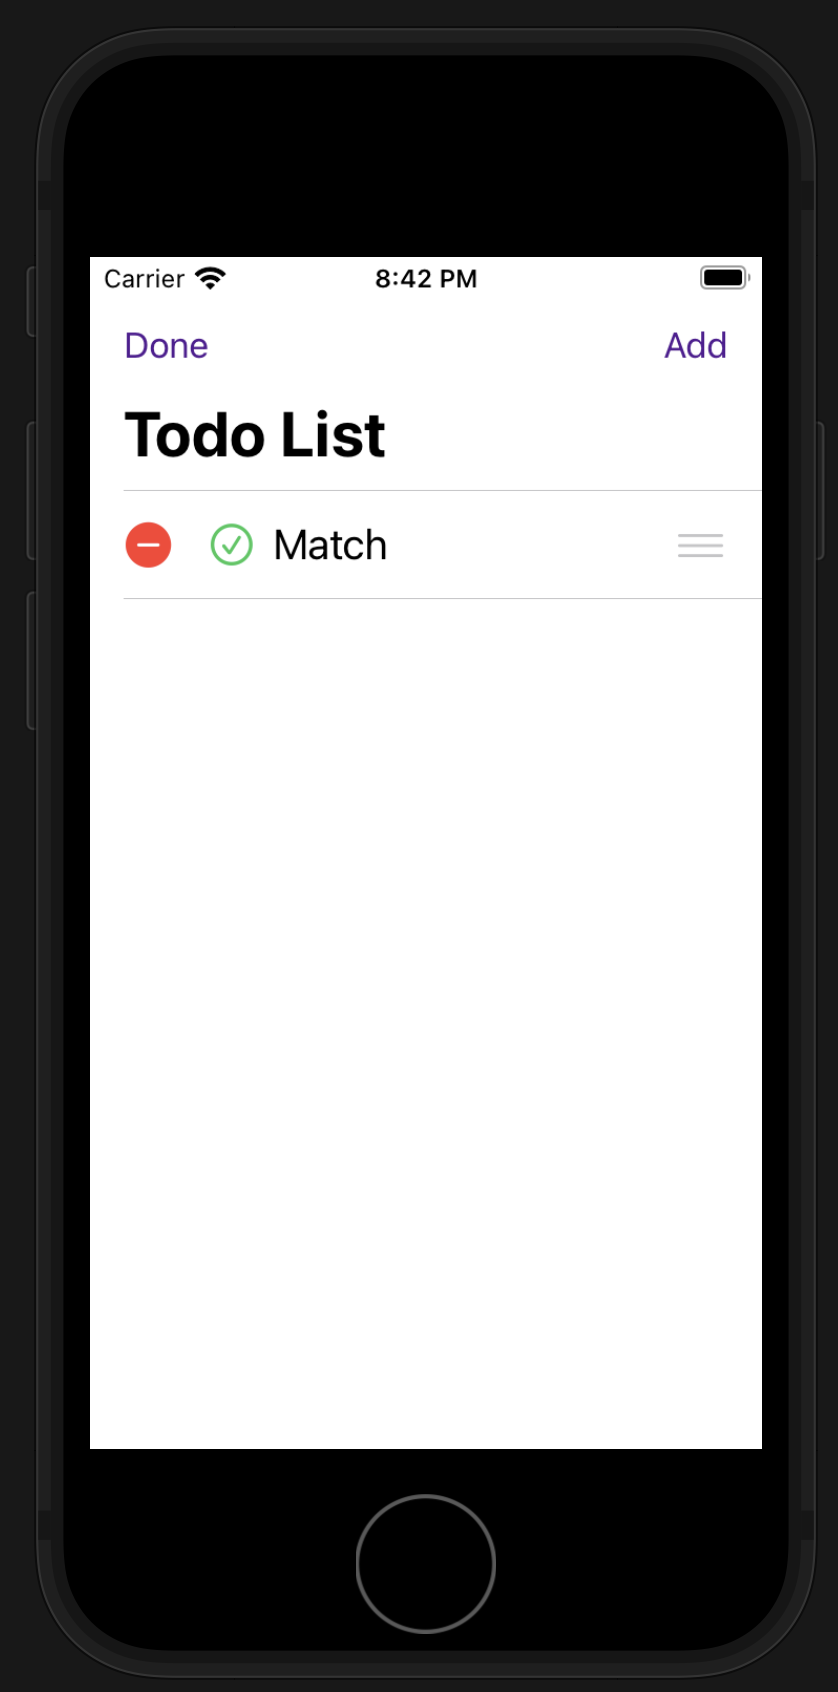 Carrier 8:42 PM
Done Add
Todo List
Match